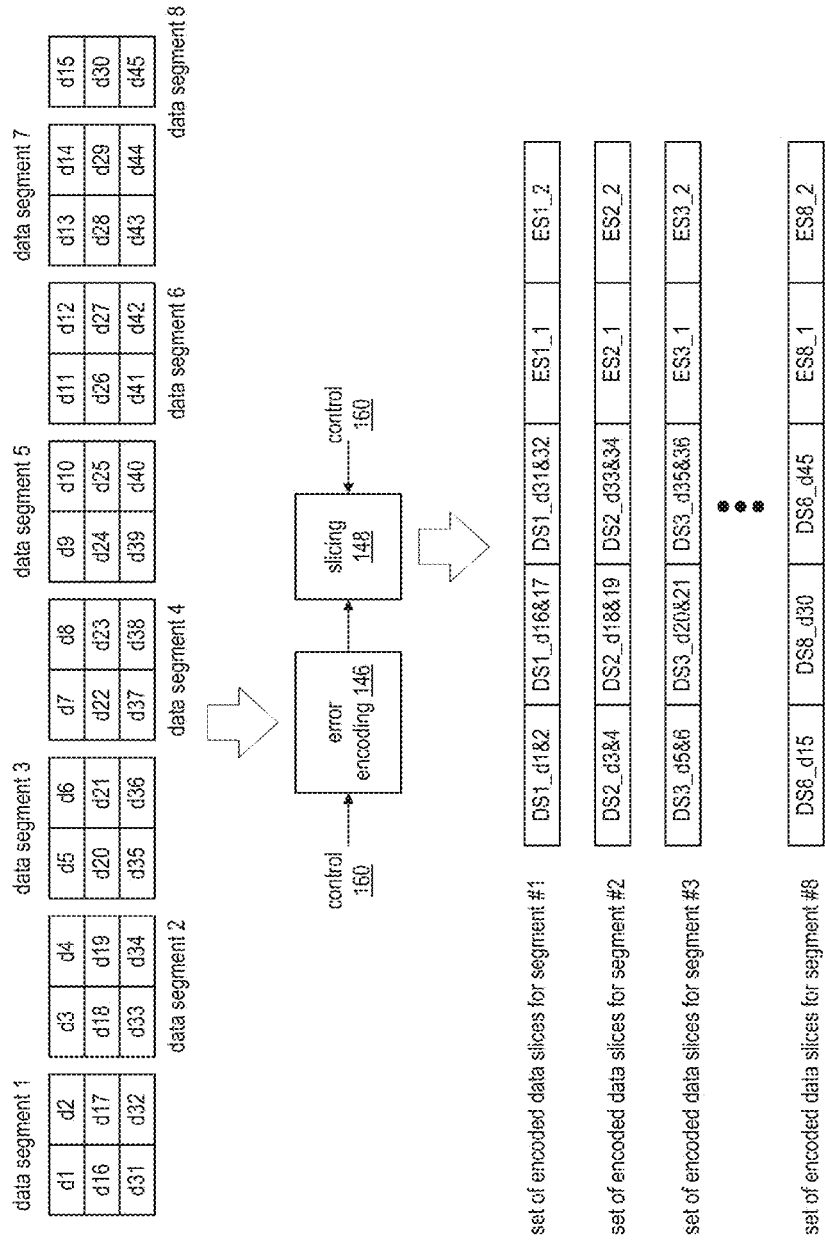 data segment 1
data segment 3
data segment 5
data segment 7
d1 d2 d3 d4 d5 d6 d7 d8 d9 d10 d11 d12 d13 d14 d15
d16 d17 d18 d19 d20 d21 d22 d23 d24 d25 d26 d27 d28 d29 d30
d31 d32 d33 d34 d35 d36 d37 d38 d39 d40 d41 d42 d43 d44 d45
data segment 2
data segment 4
data segment 6
data segment 8
control
160
error
encoding 146
slicing
148
control
160
set of encoded data slices for segment #1 DS1_d1&2 DS1_d16&17 DS1_d31&32 ES1_1 ES1_2
set of encoded data slices for segment #2 DS2_d3&4 DS2_d18&19 DS2_d33&34 ES2_1 ES2_2
set of encoded data slices for segment #3 DS3_d5&6 DS3_d20&21 DS3_d35&36 ES3_1 ES3_2
set of encoded data slices for segment #8 DS8_d15 DS8_d30 DS8_d45 ES8_1 ES8_2